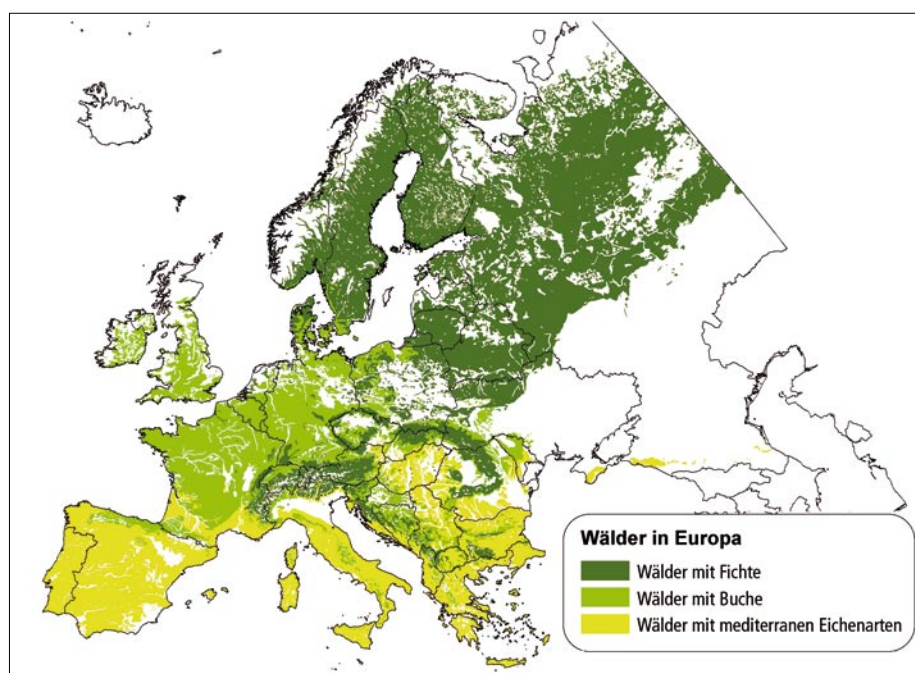 Wälder in Europa
Wälder mit Fichte
Wälder mit Buche
Wälder mit mediterranen Eichenarten